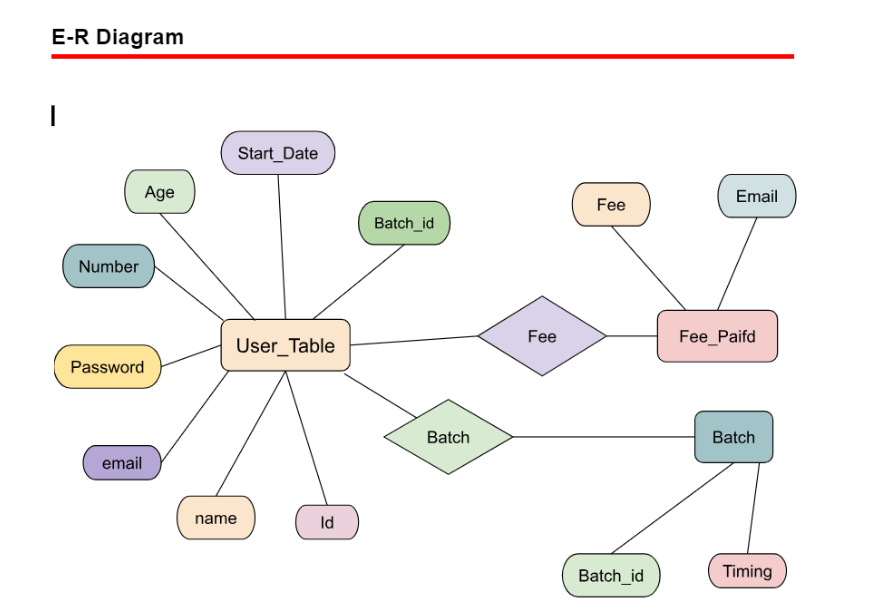 E-R Diagram
Start_Date
Age
Batch_id
Fee
Email
Number
User_Table
Fee
Fee_Paifd
Password
Batch
Batch
email
name
Id
Batch_id
Timing